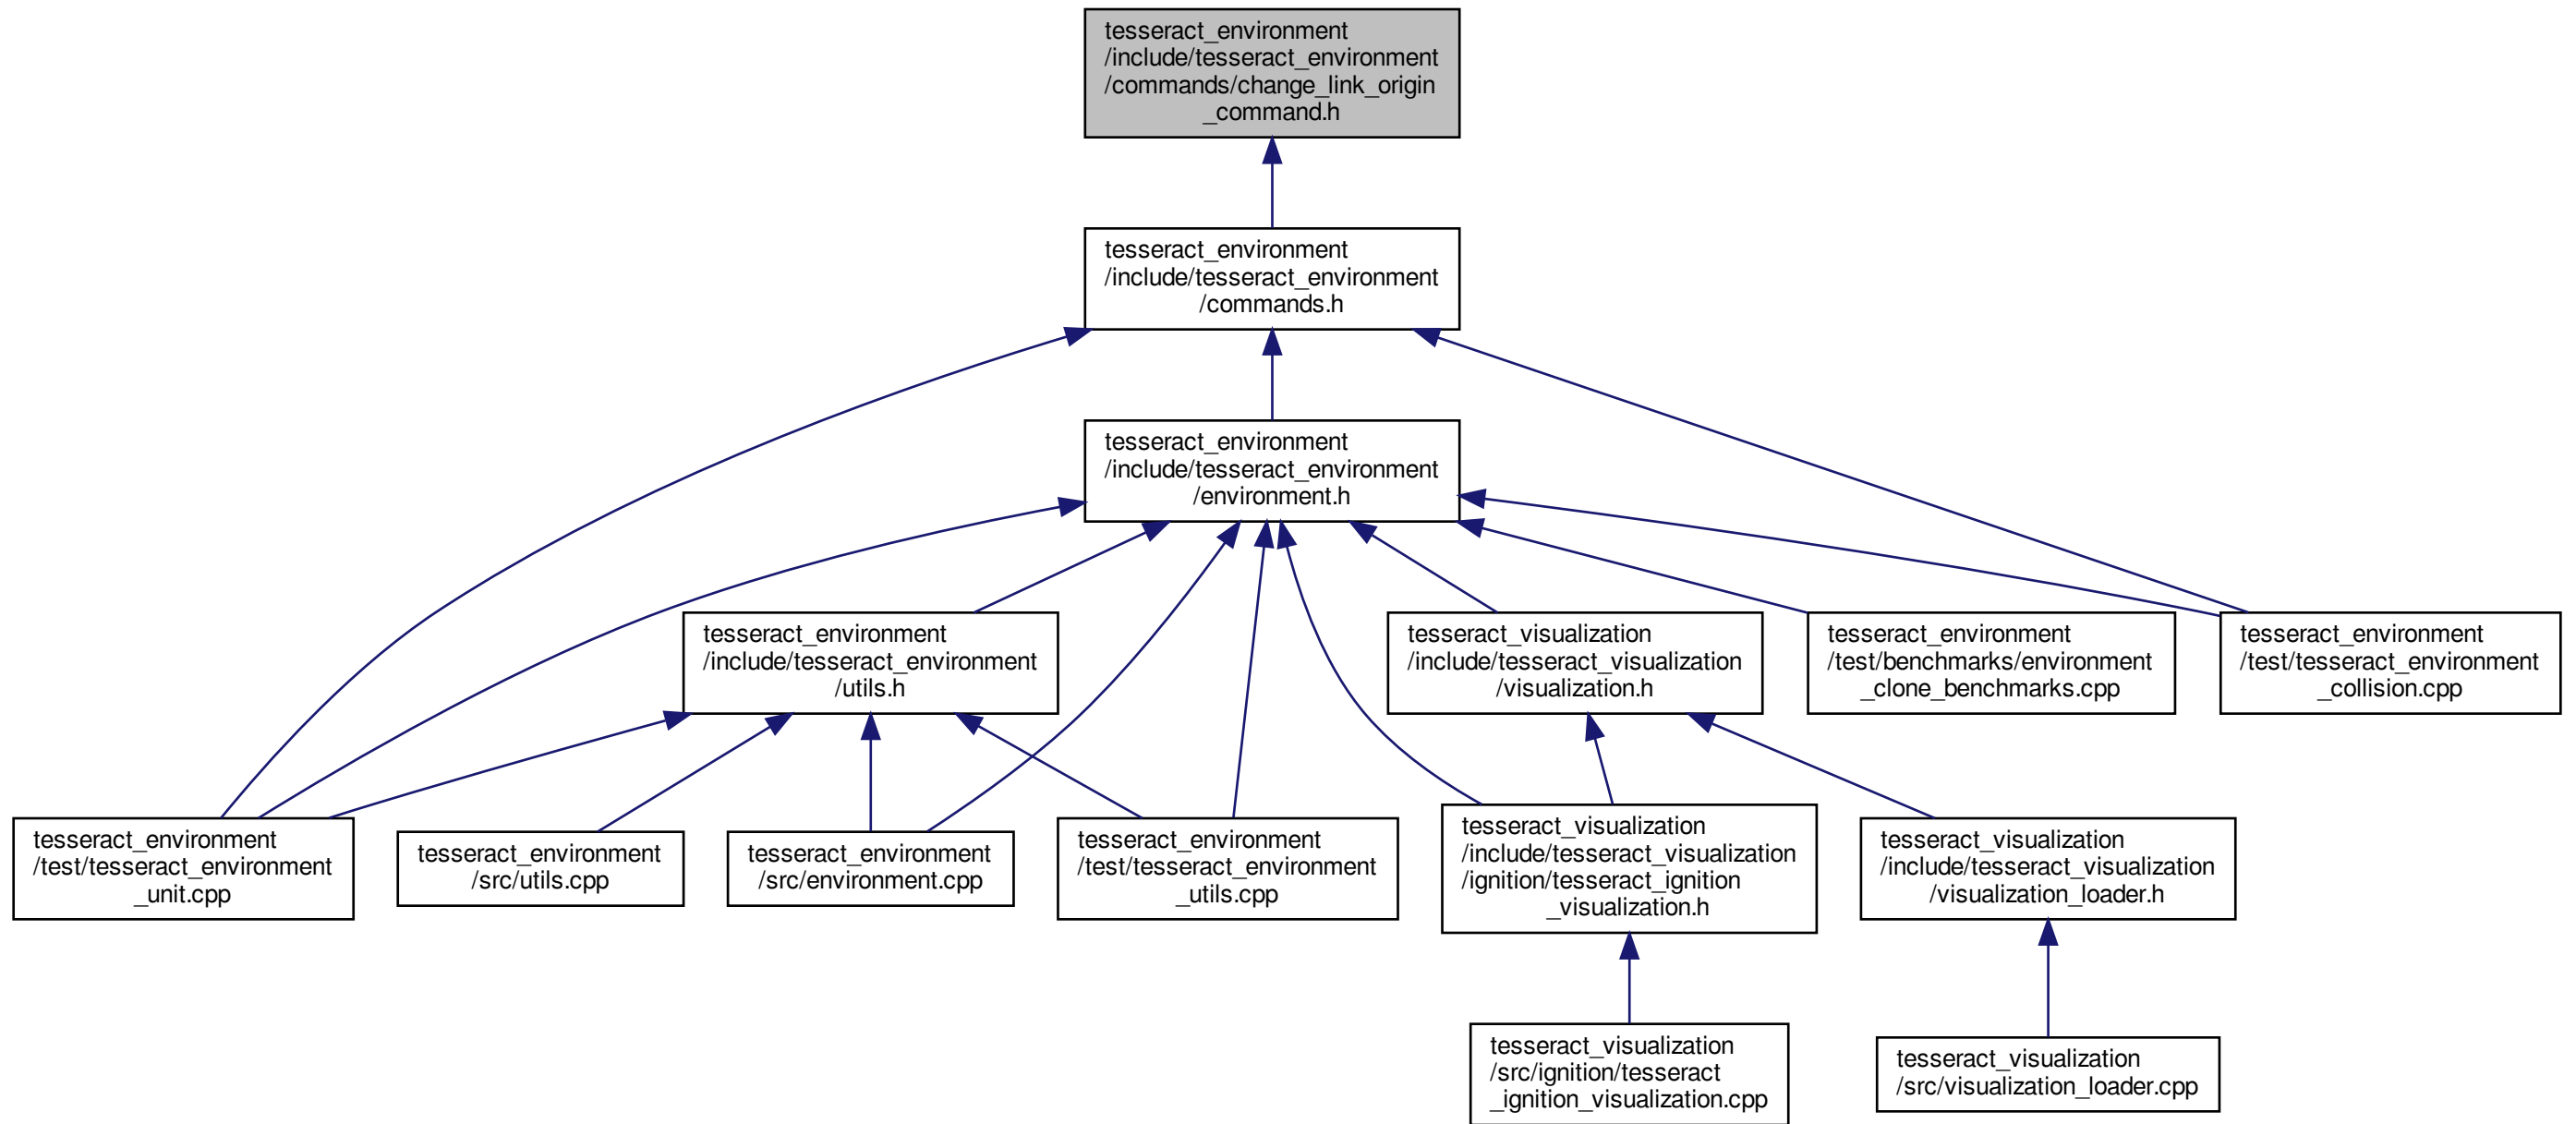 tesseract_environment
/include/tesseract_environment
/commands/change_link_origin
_command.h
tesseract_environment
/include/tesseract_environment
/commands.h
tesseract_environment
/include/tesseract_environment
/environment.h
tesseract_environment
/include/tesseract_environment
/utils.h
tesseract_visualization
/include/tesseract_visualization
/visualization.h
tesseract_environment
/test/benchmarks/environment
_clone_benchmarks.cpp
tesseract_environment
/test/tesseract_environment
_collision.cpp
tesseract_environment
/test/tesseract_environment
_unit.cpp
tesseract_environment
/src/utils.cpp
tesseract_environment
/src/environment.cpp
tesseract_environment
/test/tesseract_environment
_utils.cpp
tesseract_visualization
/include/tesseract_visualization
/ignition/tesseract_ignition
_visualization.h
tesseract_visualization
/include/tesseract_visualization
/visualization_loader.h
tesseract_visualization
/src/ignition/tesseract
_ignition_visualization.cpp
tesseract_visualization
/src/visualization_loader.cpp